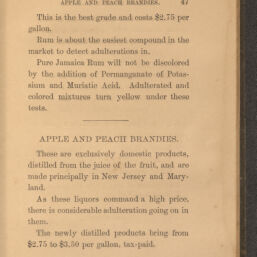 APPLE AND PEACH BRANDIES. 47
This is the best grade and costs $2.75 per
gallon.
Rum is about the easiest compound in the
market to detect adulterations in.
Pure Jamaica Rum will not be discolored
by the addition of Permanganate of Potas-
sium and Muriatic Acid. Adulterated and
colored mixtures turn yellow under these
tests.
APPLE AND PEACH BRANDIES.
These are exclusively domestic products,
distilled from the juice of the fruit, and are
made principally in New Jersey and Mary-
land.
As these liquors command a high price,
there is considerable adulteration going on in
them.
The newly distilled products bring from
$2.75 to $3.50 per gallon, tax-paid.